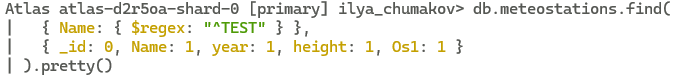 Atlas atlas-d2r5oa-shard-0 [primary] ilya_chumakov> db.meteostations.find(
|   { Name: { $regex: "^TEST" } },
|   { _id: 0, Name: 1, year: 1, height: 1, Os1: 1 }
| ).pretty()